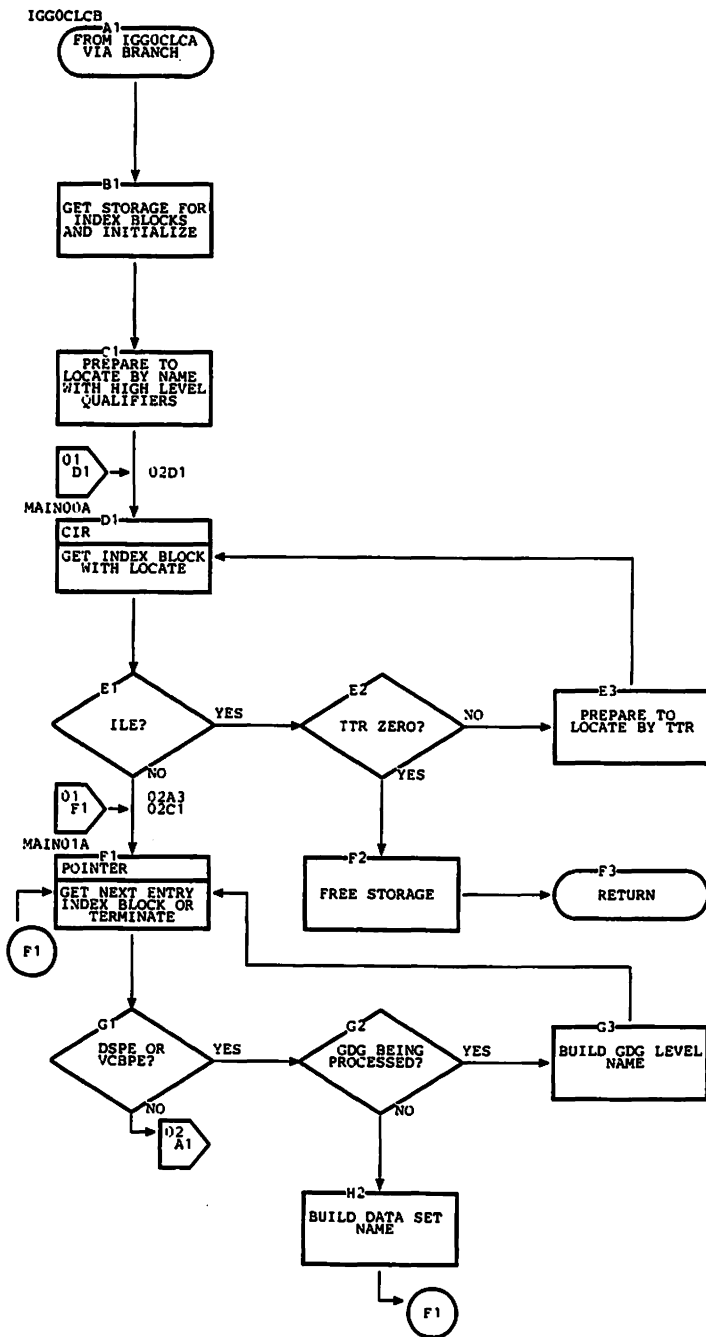 IGG0CLCB
A1
FROM IGG0CLCA
VIA BRANCH
B1
GET STORAGE FOR
INDEX BLOCKS
AND INITIALIZE
C1
PREPARE TO
LOCATE BY NAME
WITH HIGH LEVEL
QUALIFIERS
01
D1
02D1
MAIN00A
D1
CIR
GET INDEX BLOCK
WITH LOCATE
E1
ILE?
YES
NO
E2
TTR ZERO?
NO
YES
E3
PREPARE TO
LOCATE BY TTR
01
F1
02A3
02C1
MAIN01A
F1
POINTER
GET NEXT ENTRY
INDEX BLOCK OR
TERMINATE
F1
F2
FREE STORAGE
F3
RETURN
G1
DSPE OR
VCBPE?
YES
NO
G2
GDG BEING
PROCESSED?
YES
NO
G3
BUILD GDG LEVEL
NAME
02
A1
H2
BUILD DATA SET
NAME
F1